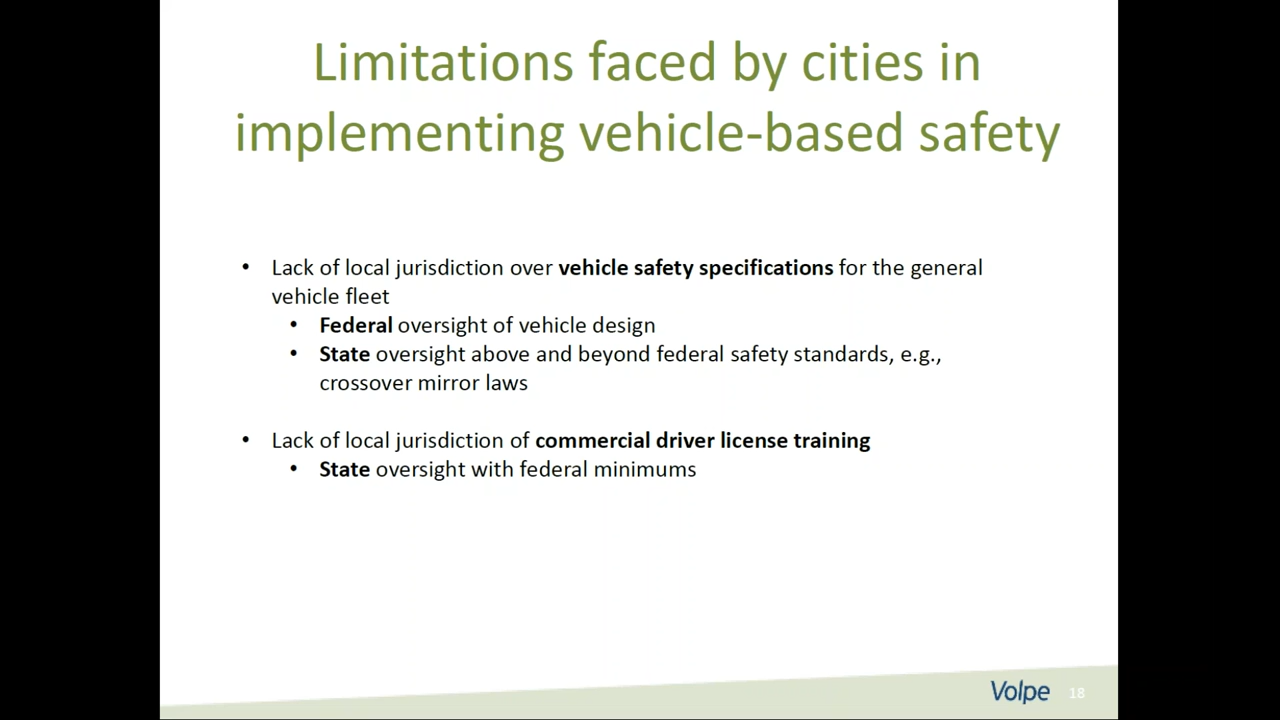 Limitations faced by cities in
implementing vehicle-based safety
• Lack of local jurisdiction over vehicle safety specifications for the general
vehicle fleet
• Federal oversight of vehicle design
• State oversight above and beyond federal safety standards, e.g.,
crossover mirror laws
• Lack of local jurisdiction of commercial driver license training
• State oversight with federal minimums
Volpe 18